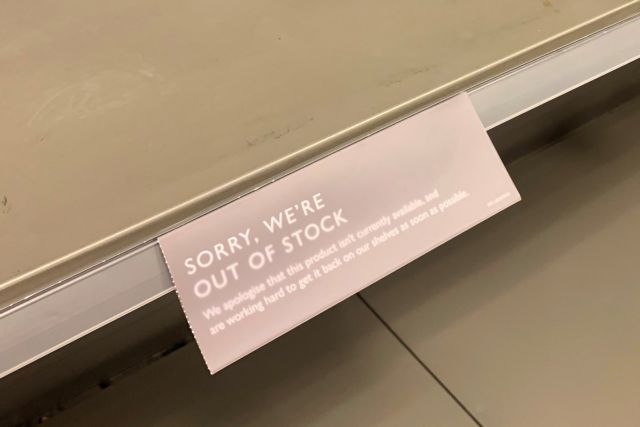 SORRY, WE'RE
OUT OF STOCK
We apologise that this product isn't currently available, and
are working hard to get it back on our shelves as soon as possible.